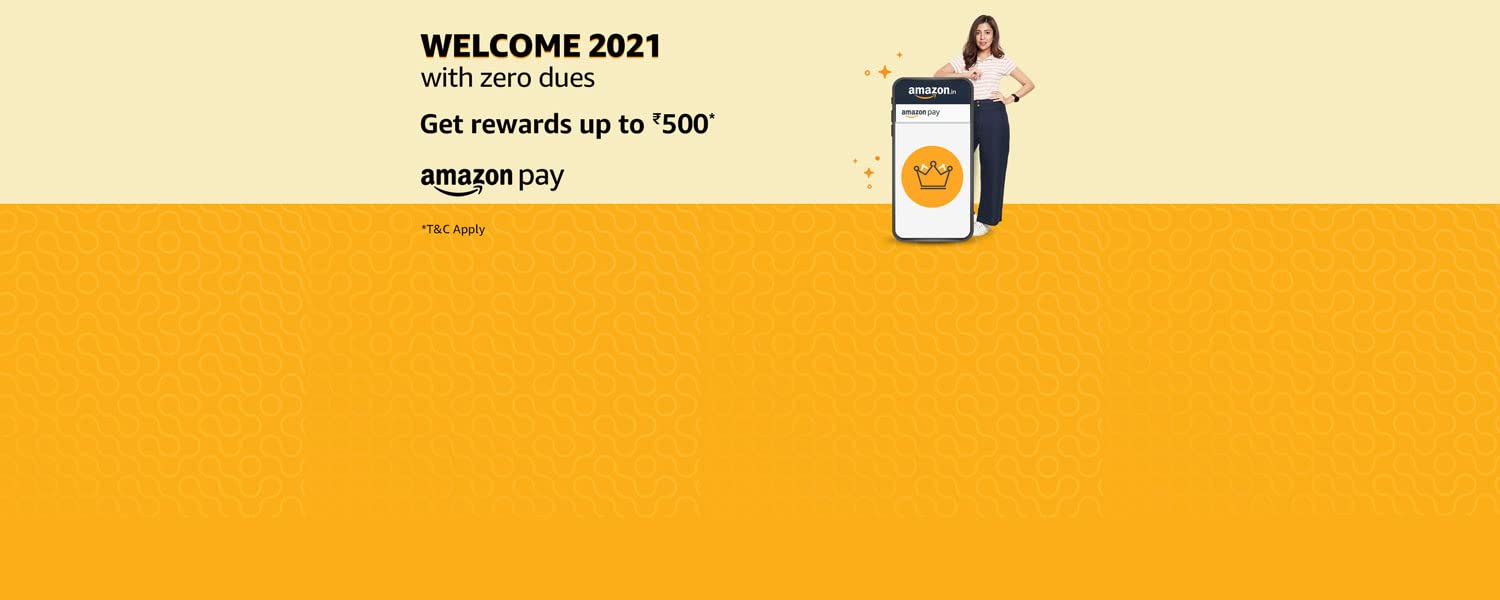 WELCOME 2021
with zero dues
Get rewards up to ₹500*
amazon pay
*T&C Apply
amazon.in
amazon pay